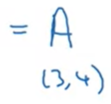 = A
(3,4)